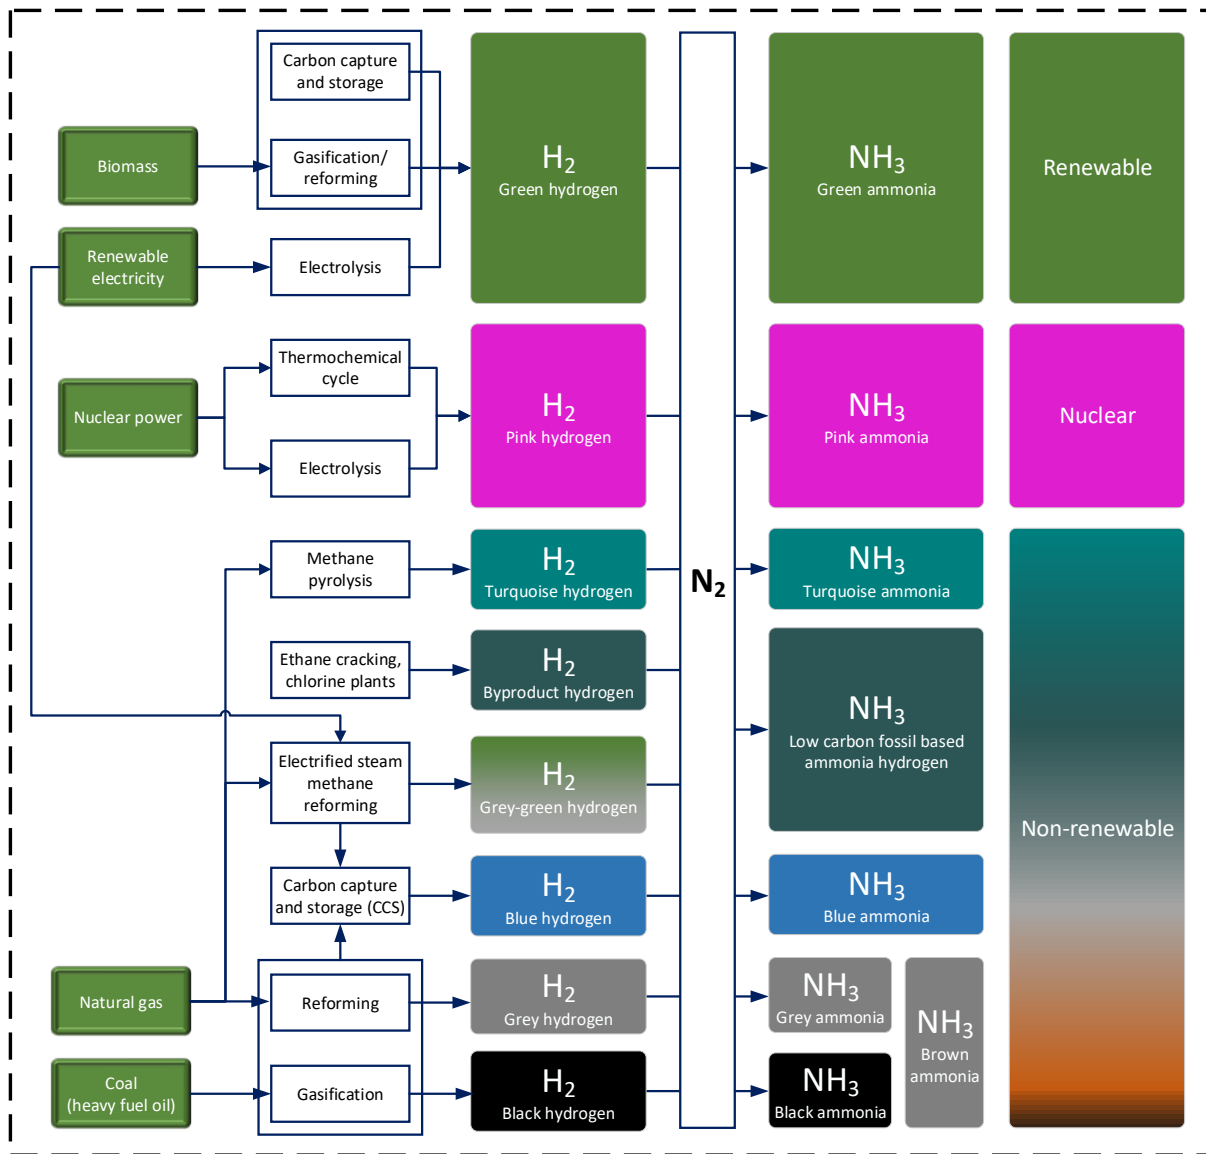 Carbon capture
and storage
Biomass
Gasification/
reforming
H₂
Green hydrogen
NH₃
Green ammonia
Renewable
Renewable
electricity
Electrolysis
Nuclear power
Thermochemical
cycle
Electrolysis
H₂
Pink hydrogen
NH₃
Pink ammonia
Nuclear
Methane
pyrolysis
H₂
Turquoise hydrogen
N₂
NH₃
Turquoise ammonia
Ethane cracking,
chlorine plants
H₂
Byproduct hydrogen
NH₃
Low carbon fossil based
ammonia hydrogen
Electrified steam
methane
reforming
H₂
Grey-green hydrogen
Non-renewable
Carbon capture
and storage (CCS)
H₂
Blue hydrogen
NH₃
Blue ammonia
Natural gas
Reforming
H₂
Grey hydrogen
NH₃
Grey ammonia
NH₃
Brown
ammonia
Coal
(heavy fuel oil)
Gasification
H₂
Black hydrogen
NH₃
Black ammonia